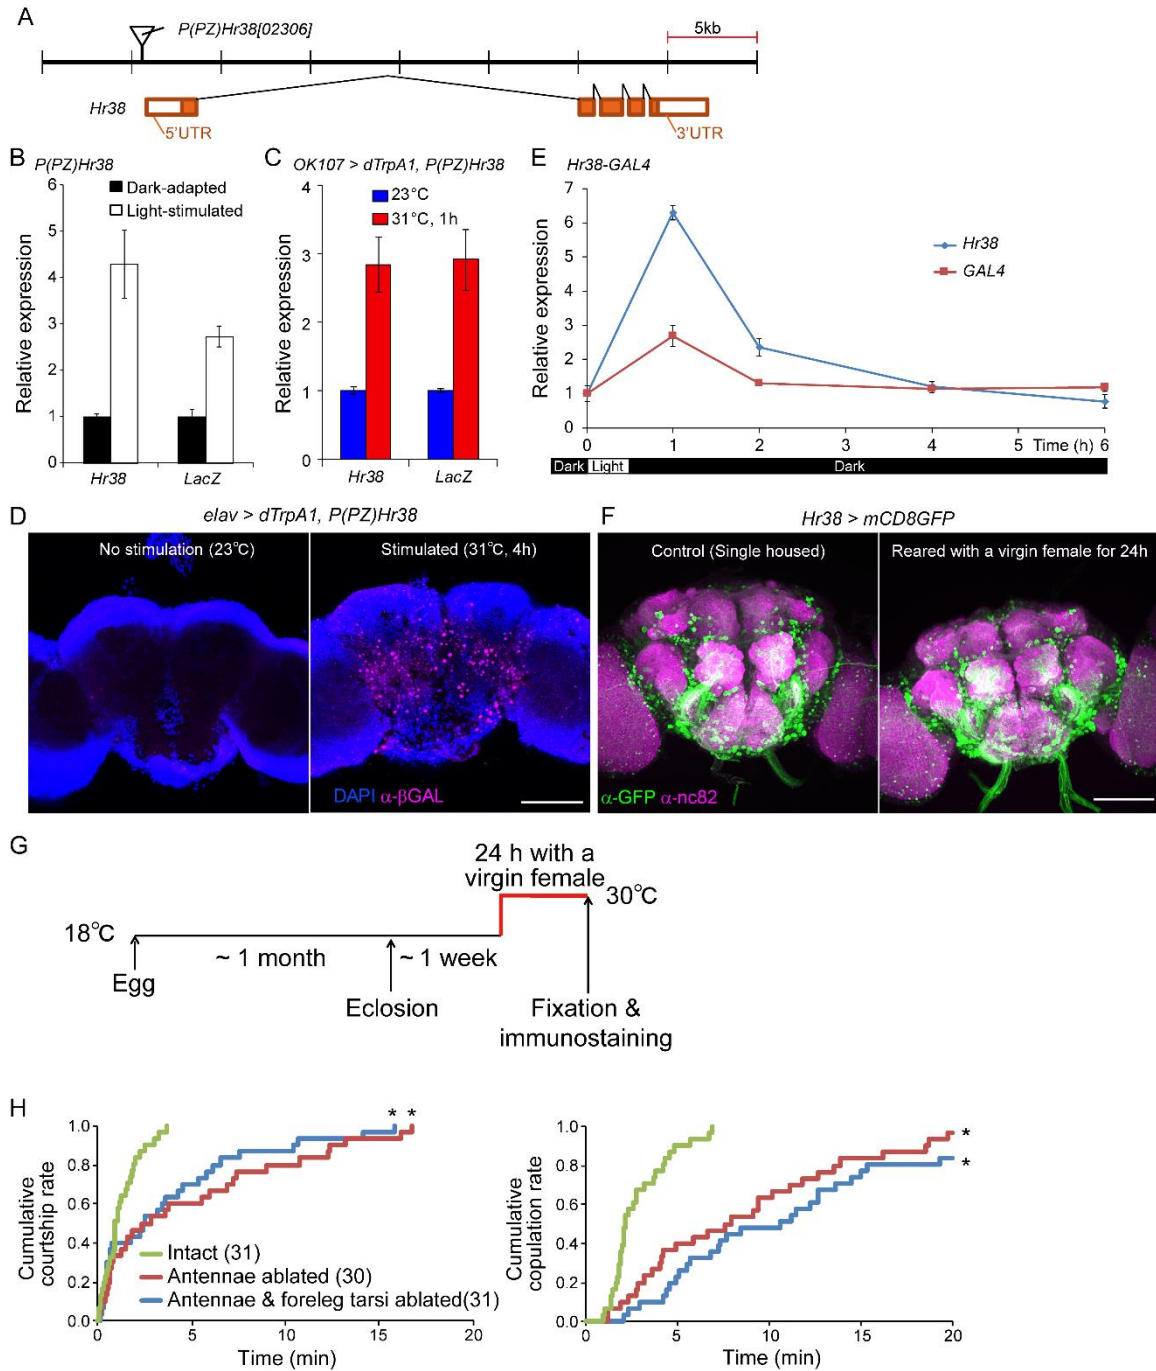 A
P(PZ)Hr38[02306]
5kb
Hr38
5'UTR
3'UTR
B
P(PZ)Hr38
Dark-adapted
Light-stimulated
Relative expression
6
5
4
3
2
1
0
Hr38
LacZ
C
OK107 > dTrpA1, P(PZ)Hr38
23°C
31°C, 1h
Relative expression
4
3
2
1
0
Hr38
LacZ
E
Hr38-GAL4
Hr38
GAL4
Relative expression
7
6
5
4
3
2
1
0
0 1 2 3 4 5 Time (h) 6
Dark Light Dark
D
elav > dTrpA1, P(PZ)Hr38
No stimulation (23°C)
Stimulated (31°C, 4h)
DAPI α-βGAL
F
Hr38 > mCD8GFP
Control (Single housed)
Reared with a virgin female for 24h
α-GFP α-nc82
G
24 h with a
virgin female
30°C
18°C
~ 1 month
~ 1 week
Egg
Eclosion
Fixation &
immunostaining
H
Cumulative
courtship rate
1.0
0.8
0.6
0.4
0.2
0
* *
Intact (31)
Antennae ablated (30)
Antennae & foreleg tarsi ablated(31)
0 5 10 15 20
Time (min)
Cumulative
copulation rate
1.0
0.8
0.6
0.4
0.2
0
*
*
0 5 10 15 20
Time (min)